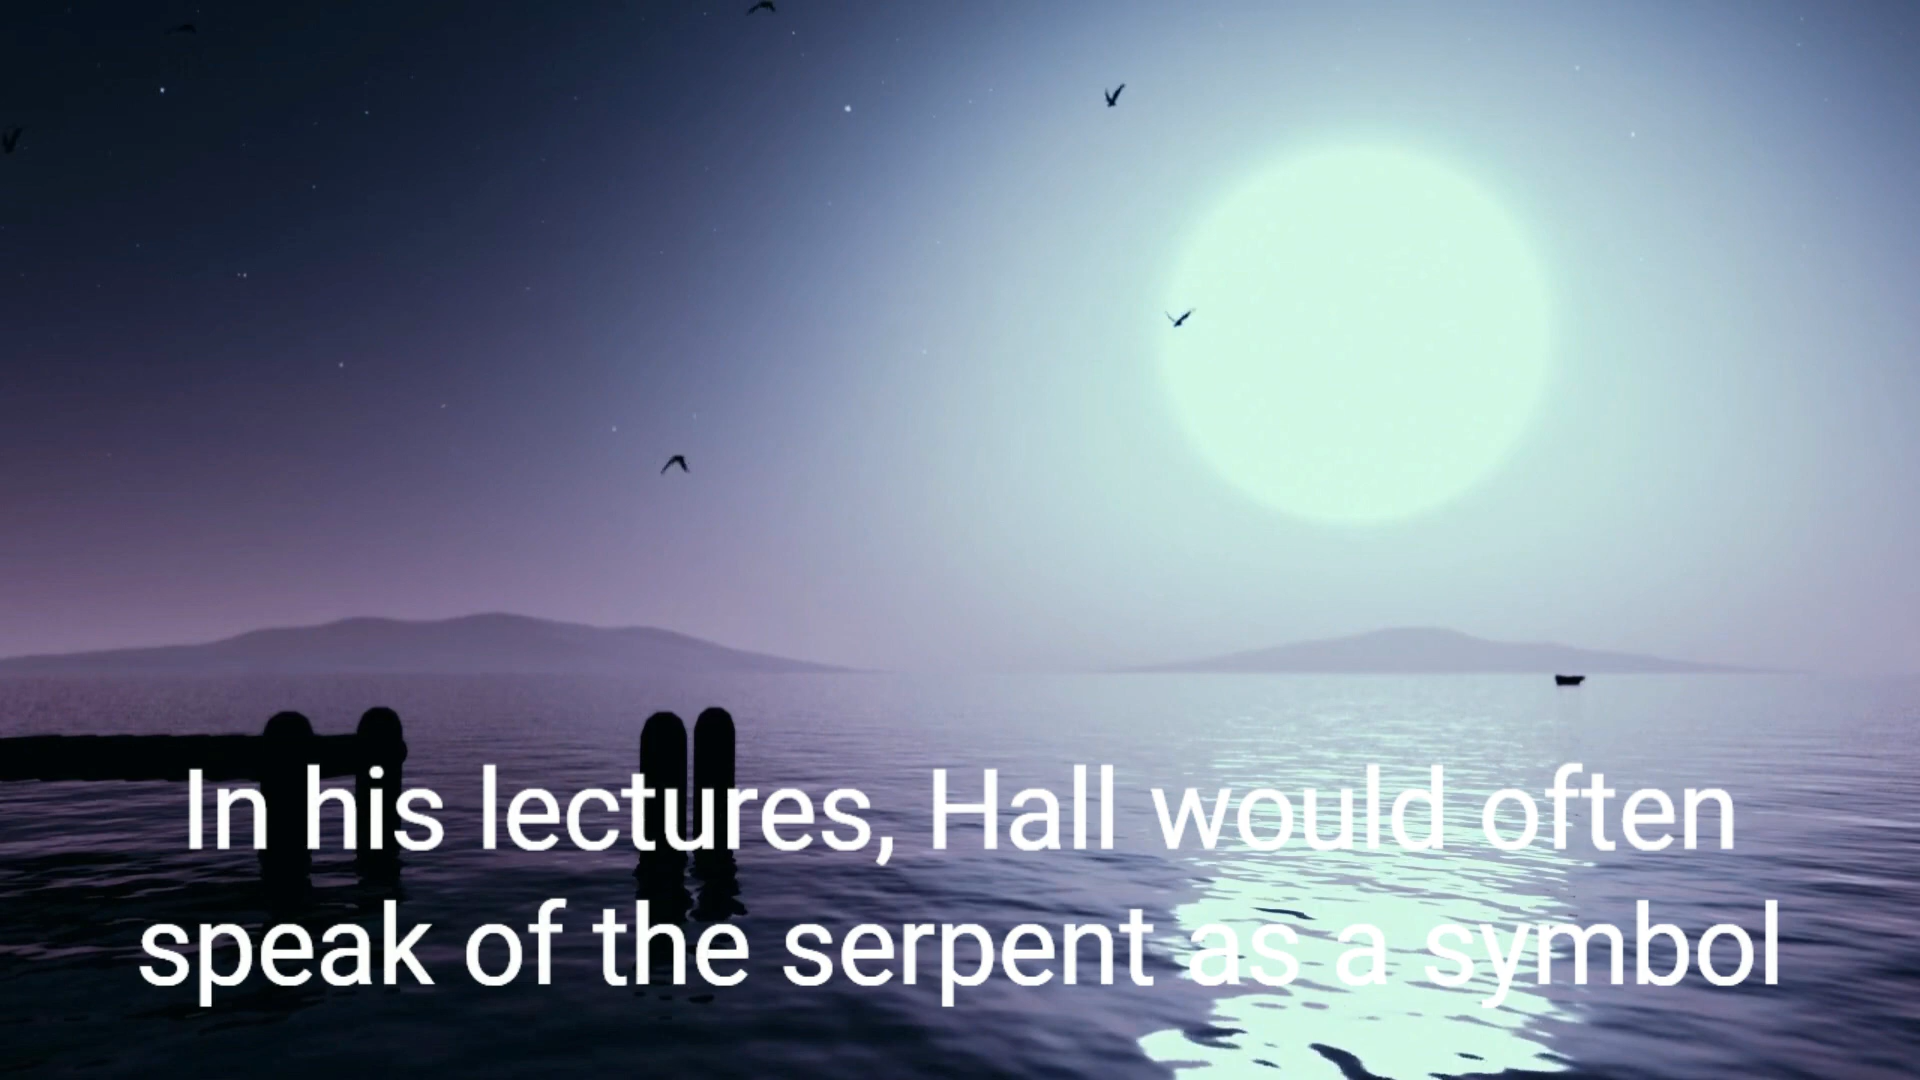 In his lectures, Hall would often
speak of the serpent as a symbol